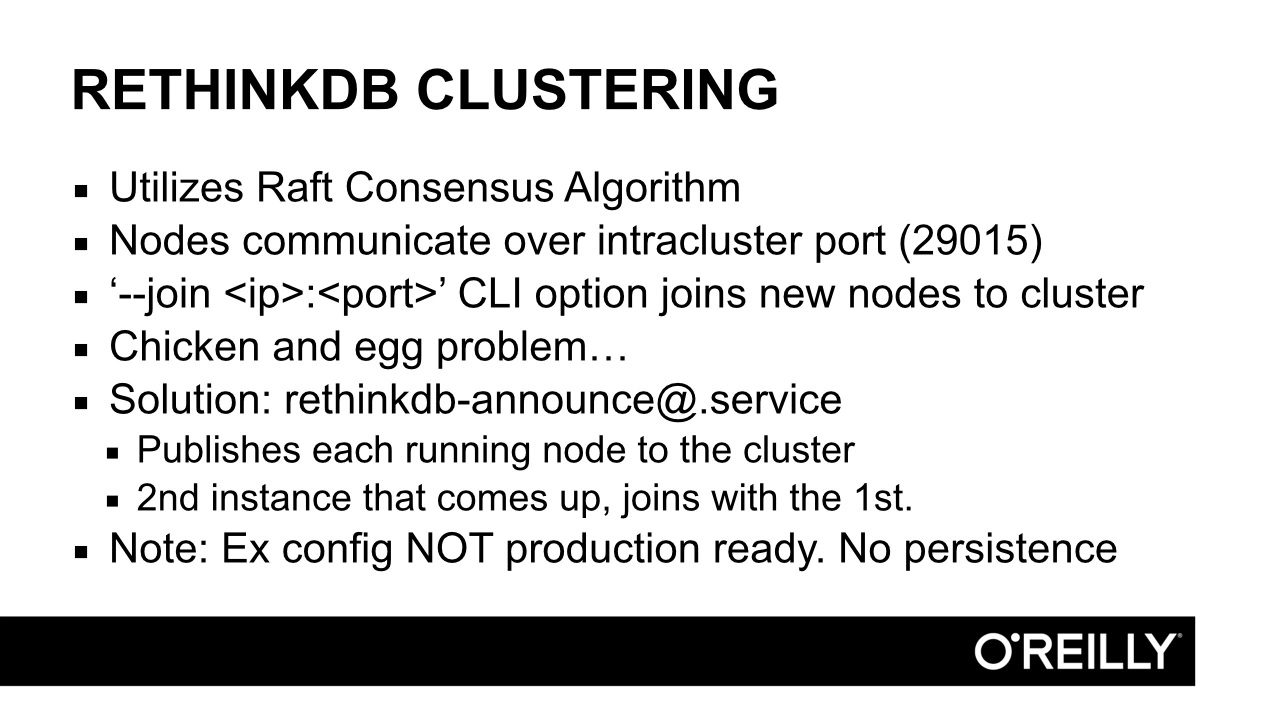 RETHINKDB CLUSTERING
▪ Utilizes Raft Consensus Algorithm
▪ Nodes communicate over intracluster port (29015)
▪ ‘--join <ip>:<port>’ CLI option joins new nodes to cluster
▪ Chicken and egg problem…
▪ Solution: rethinkdb-announce@.service
▪ Publishes each running node to the cluster
▪ 2nd instance that comes up, joins with the 1st.
▪ Note: Ex config NOT production ready. No persistence
O'REILLY®